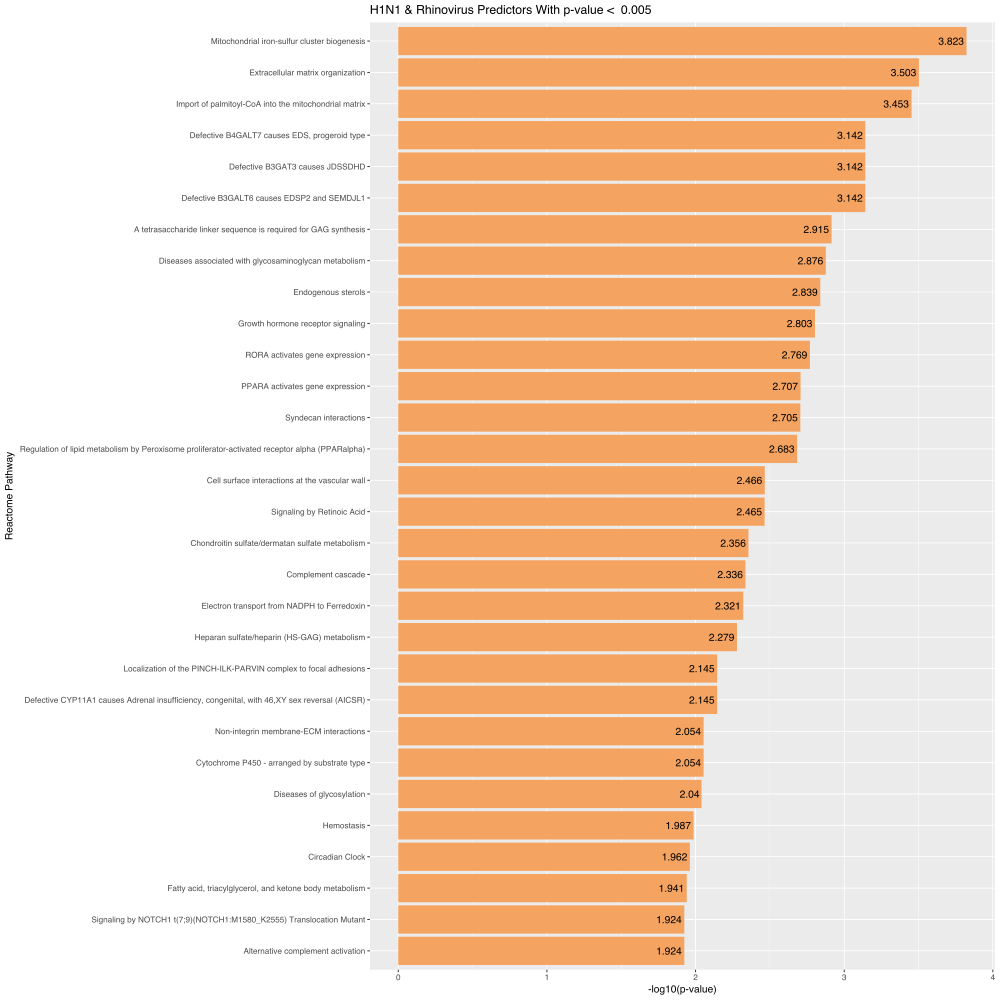 H1N1 & Rhinovirus Predictors With p-value <  0.005
Mitochondrial iron-sulfur cluster biogenesis 3.823
Extracellular matrix organization 3.503
Import of palmitoyl-CoA into the mitochondrial matrix 3.453
Defective B4GALT7 causes EDS, progeroid type 3.142
Defective B3GAT3 causes JDSSDHD 3.142
Defective B3GALT6 causes EDSP2 and SEMDJL1 3.142
A tetrasaccharide linker sequence is required for GAG synthesis 2.915
Diseases associated with glycosaminoglycan metabolism 2.876
Endogenous sterols 2.839
Growth hormone receptor signaling 2.803
RORA activates gene expression 2.769
PPARA activates gene expression 2.707
Syndecan interactions 2.705
Regulation of lipid metabolism by Peroxisome proliferator-activated receptor alpha (PPARalpha) 2.683
Cell surface interactions at the vascular wall 2.466
Signaling by Retinoic Acid 2.465
Chondroitin sulfate/dermatan sulfate metabolism 2.356
Complement cascade 2.336
Electron transport from NADPH to Ferredoxin 2.321
Heparan sulfate/heparin (HS-GAG) metabolism 2.279
Localization of the PINCH-ILK-PARVIN complex to focal adhesions 2.145
Defective CYP11A1 causes Adrenal insufficiency, congenital, with 46,XY sex reversal (AICSR) 2.145
Non-integrin membrane-ECM interactions 2.054
Cytochrome P450 - arranged by substrate type 2.054
Diseases of glycosylation 2.04
Hemostasis 1.987
Circadian Clock 1.962
Fatty acid, triacylglycerol, and ketone body metabolism 1.941
Signaling by NOTCH1 t(7;9)(NOTCH1:M1580_K2555) Translocation Mutant 1.924
Alternative complement activation 1.924
0 1 2 3 4
-log10(p-value)
Reactome Pathway